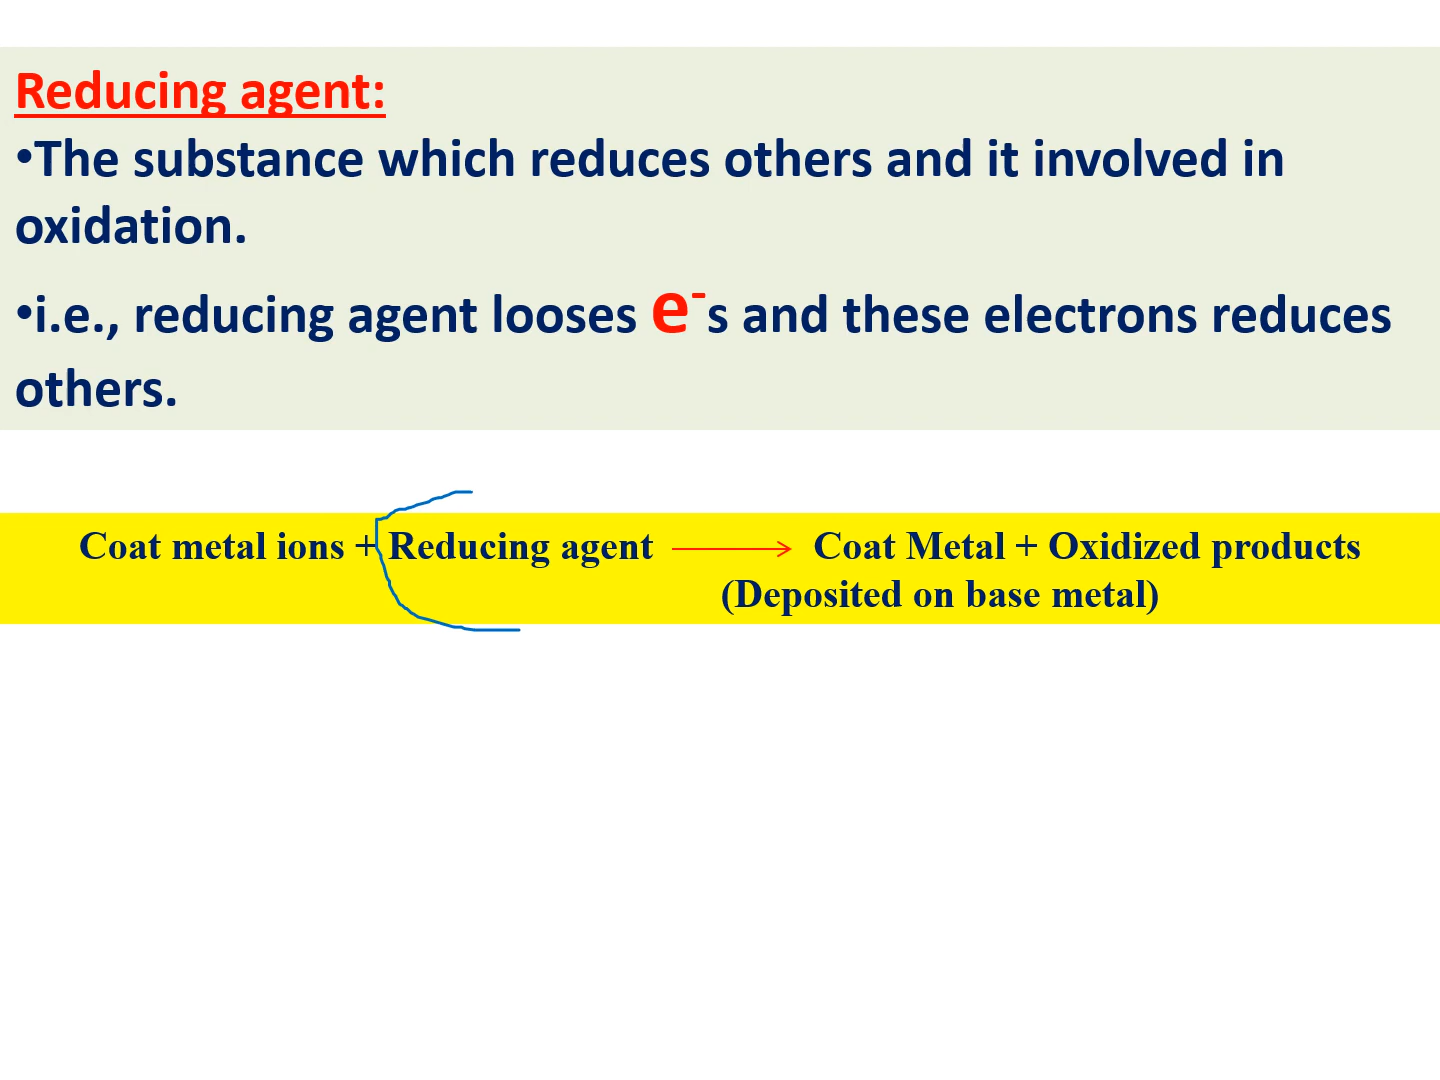 Reducing agent:
•The substance which reduces others and it involved in
oxidation.
•i.e., reducing agent looses e⁻s and these electrons reduces
others.
Coat metal ions + Reducing agent ⟶ Coat Metal + Oxidized products
(Deposited on base metal)